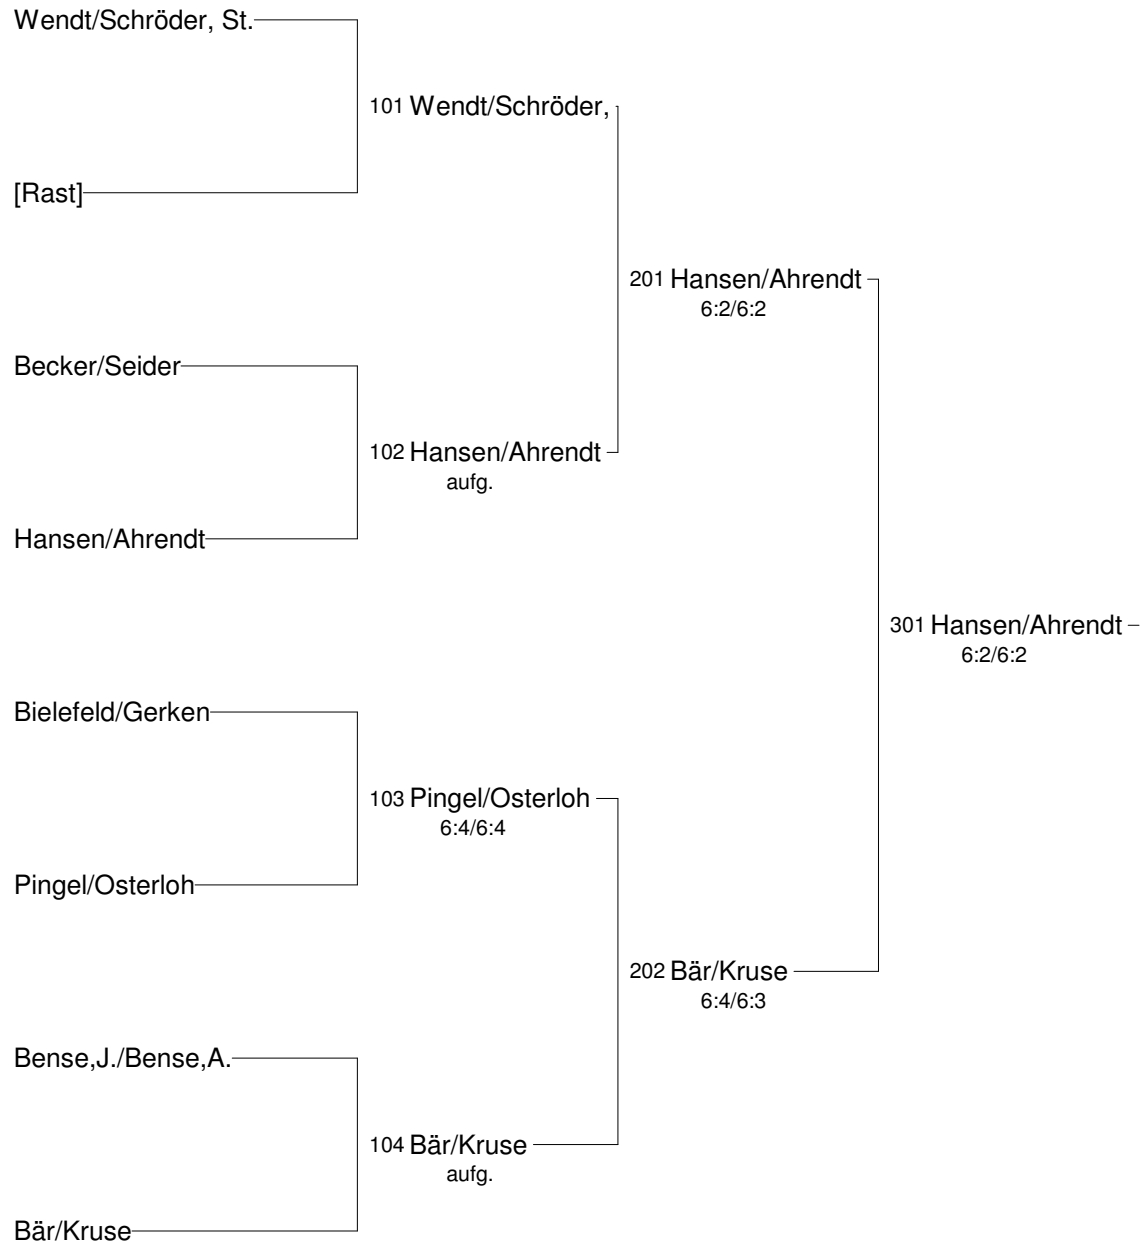 Wendt/Schröder, St.
101 Wendt/Schröder,
[Rast]
201 Hansen/Ahrendt
6:2/6:2
Becker/Seider
102 Hansen/Ahrendt
aufg.
Hansen/Ahrendt
301 Hansen/Ahrendt
6:2/6:2
Bielefeld/Gerken
103 Pingel/Osterloh
6:4/6:4
Pingel/Osterloh
202 Bär/Kruse
6:4/6:3
Bense,J./Bense,A.
104 Bär/Kruse
aufg.
Bär/Kruse